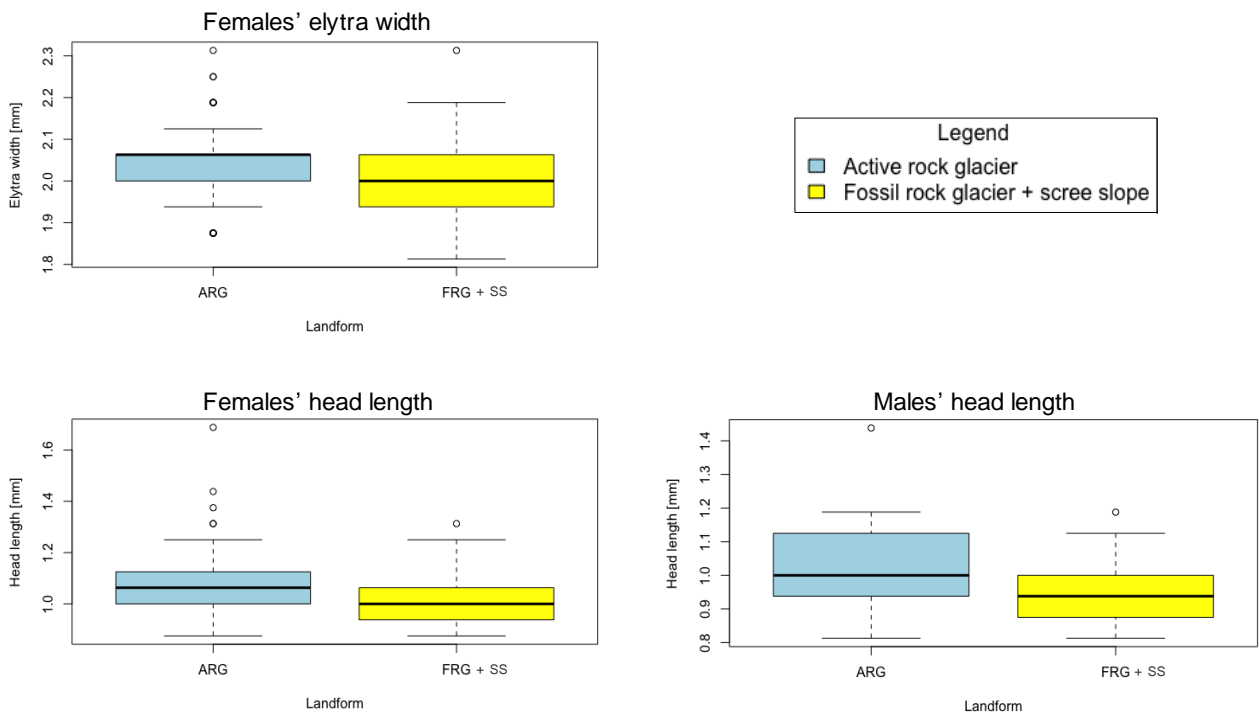 Females’ elytra width
Elytra width [mm]
2.3
2.2
2.1
2.0
1.9
1.8
ARG
FRG + SS
Landform
Legend
Active rock glacier
Fossil rock glacier + scree slope
Females’ head length
Head length [mm]
1.6
1.4
1.2
1.0
ARG
FRG + SS
Landform
Males’ head length
Head length [mm]
1.4
1.3
1.2
1.1
1.0
0.9
0.8
ARG
FRG + SS
Landform